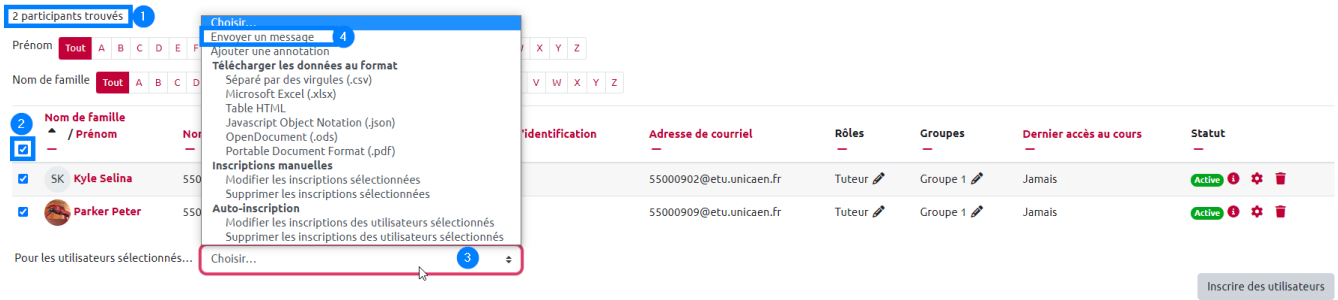 2 participants trouvés 1
Prénom Tout A B C D E F W X Y Z
Nom de famille Tout A B C D V W X Y Z
Choisir...
Envoyer un message 4
Ajouter une annotation
Télécharger les données au format
Séparé par des virgules (.csv)
Microsoft Excel (.xlsx)
Table HTML
Javascript Object Notation (.json)
OpenDocument (.ods)
Portable Document Format (.pdf)
Inscriptions manuelles
Modifier les inscriptions sélectionnées
Supprimer les inscriptions sélectionnées
Auto-inscription
Modifier les inscriptions des utilisateurs sélectionnés
Supprimer les inscriptions des utilisateurs sélectionnés
2
Nom de famille
/ Prénom Nor 'identification Adresse de courriel Rôles Groupes Dernier accès au cours Statut
SK Kyle Selina 550 55000902@etu.unicaen.fr Tuteur Groupe 1 Jamais Active
Parker Peter 550 55000909@etu.unicaen.fr Tuteur Groupe 1 Jamais Active
Pour les utilisateurs sélectionnés... Choisir... 3
Inscrire des utilisateurs